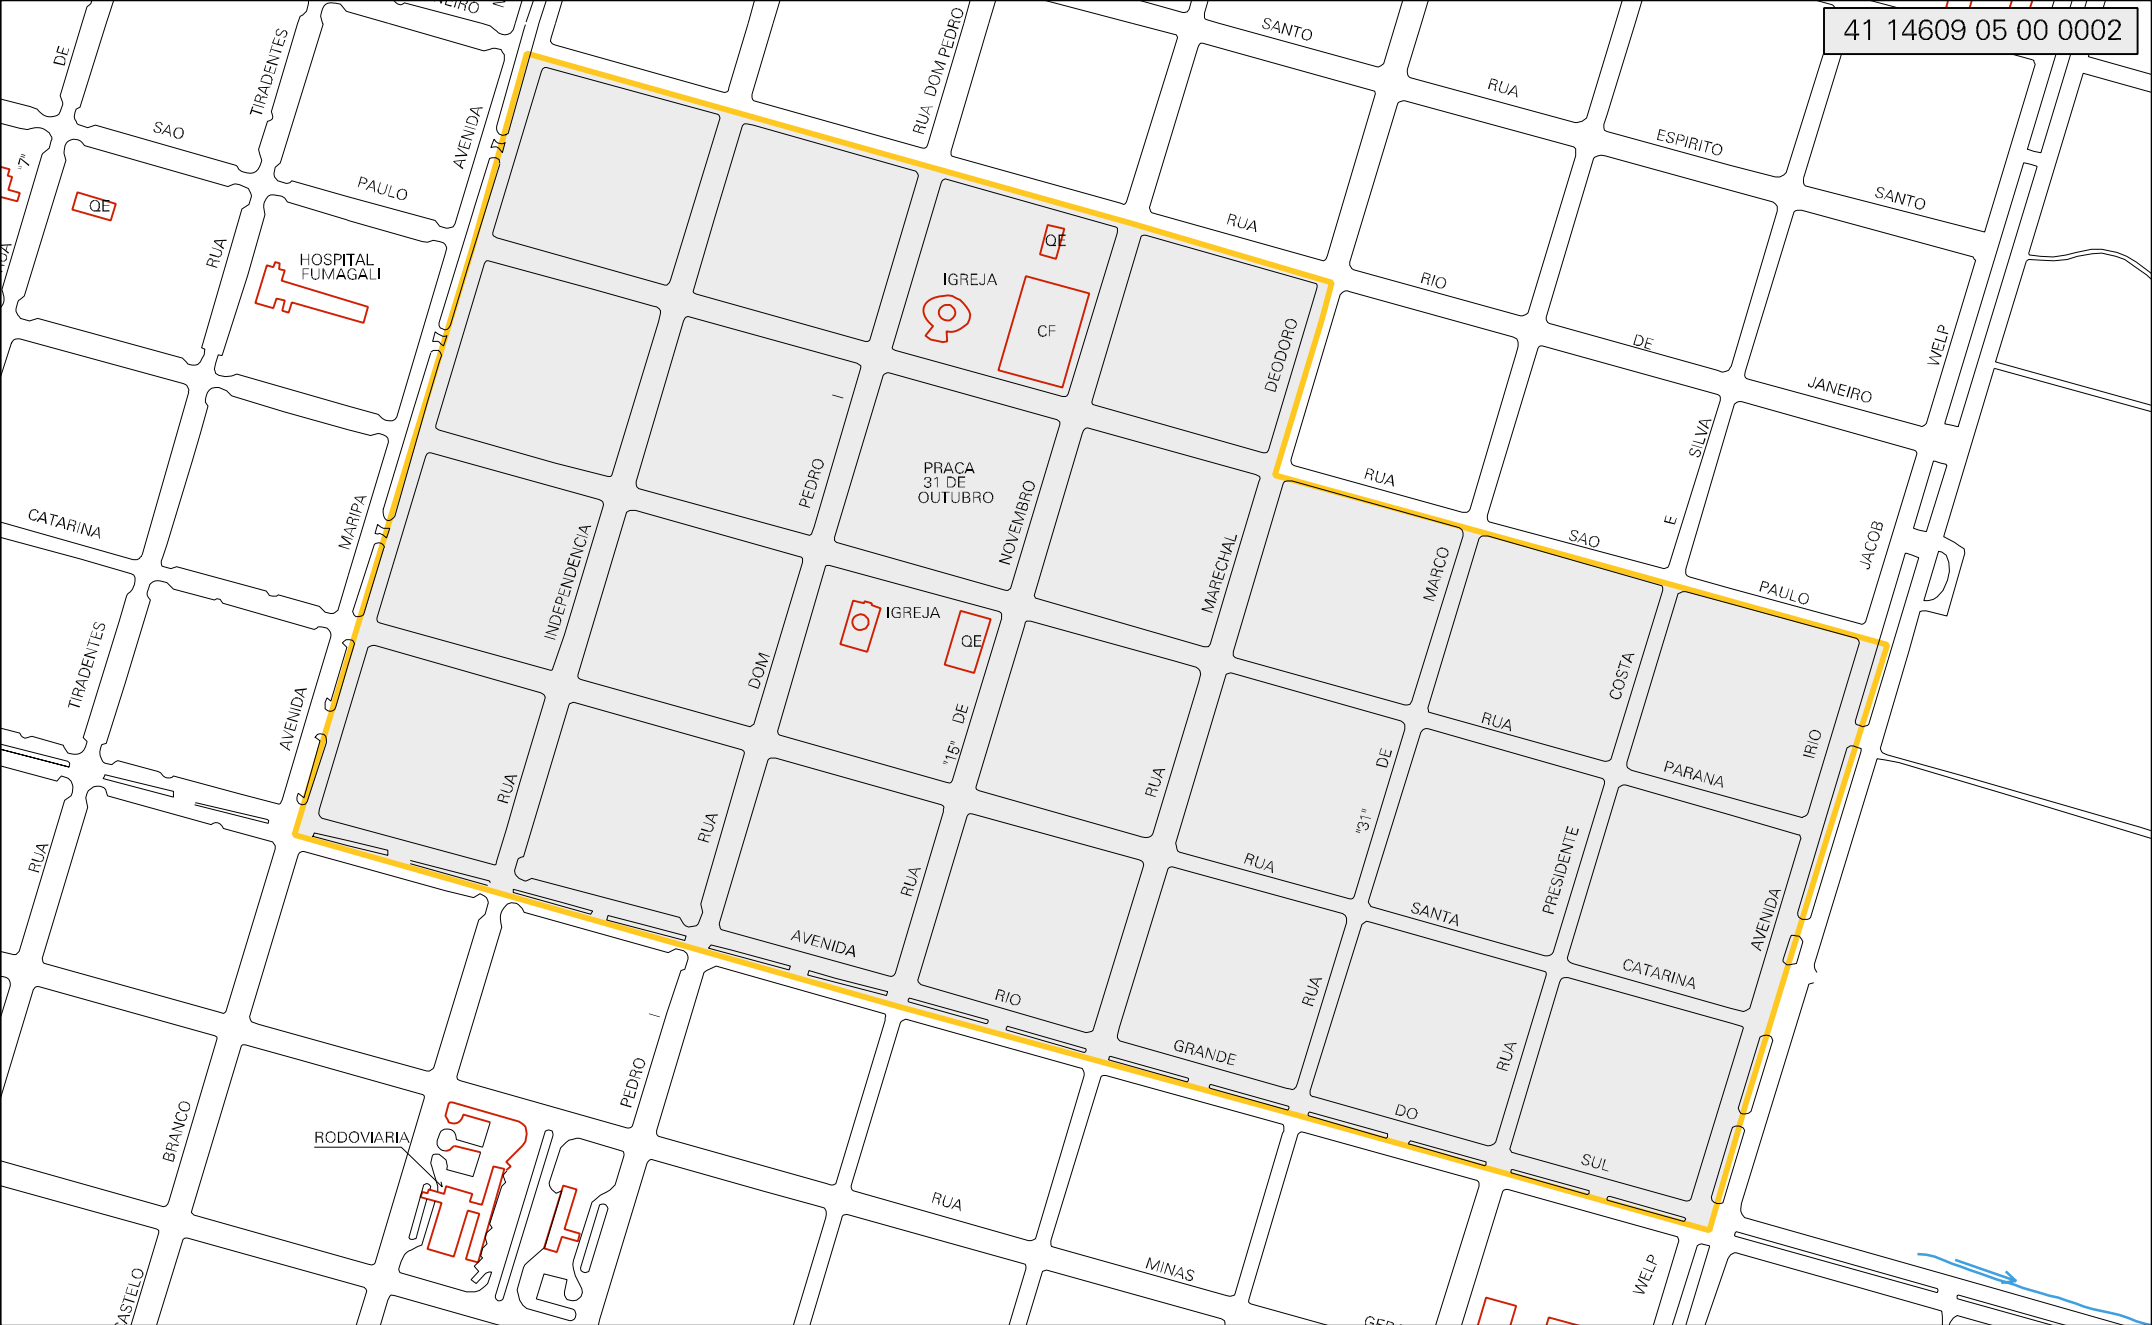 41 14609 05 00 0002
SANTO
RUA
ESPIRITO
SANTO
DE
TIRADENTES
RUA DOM PEDRO
AVENIDA
SAO
PAULO
"7"
QE
RUA
HOSPITAL
FUMAGALI
QE
IGREJA
CF
RUA
RIO
DE
JANEIRO
WELP
DEODORO
I
PEDRO
PRACA
31 DE
OUTUBRO
NOVEMBRO
RUA
SAO
PAULO
SILVA
E
JACOB
CATARINA
MARIPA
INDEPENDENCIA
MARECHAL
MARCO
IGREJA
QE
TIRADENTES
AVENIDA
DOM
DE
"15"
COSTA
RUA
PARANA
IRIO
RUA
RUA
RUA
RUA
DE
"31"
RUA
SANTA
CATARINA
PRESIDENTE
AVENIDA
RUA
AVENIDA
RIO
GRANDE
DO
SUL
RUA
RUA
I
PEDRO
BRANCO
RODOVIARIA
RUA
MINAS
WELP